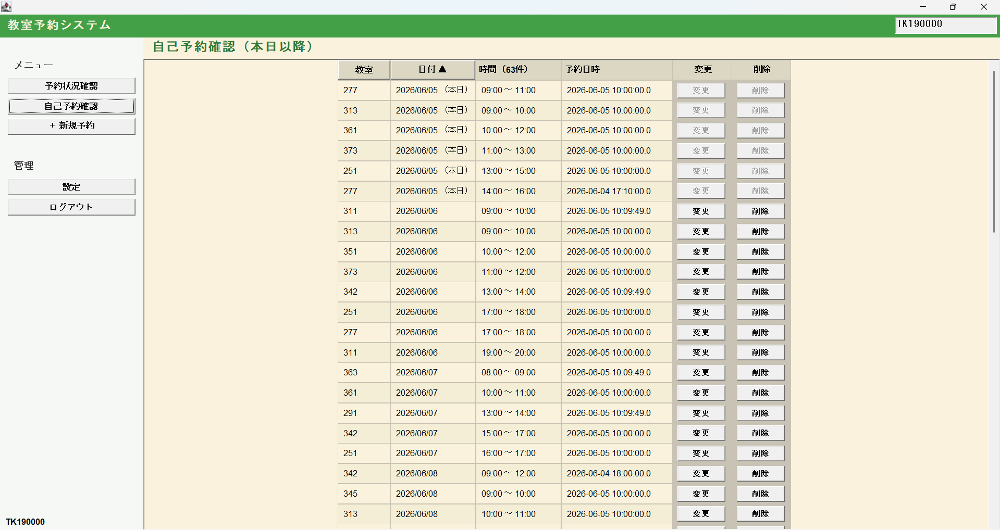 教室予約システム
TK190000
自己予約確認（本日以降）
メニュー
予約状況確認
自己予約確認
+ 新規予約
管理
設定
ログアウト
TK190000
教室 日付▲ 時間（63件） 予約日時 変更 削除
277 2026/06/05 （本日） 09:00 ～ 11:00 2026-06-05 10:00:00.0 変更 削除
313 2026/06/05 （本日） 09:00 ～ 10:00 2026-06-05 10:00:00.0 変更 削除
361 2026/06/05 （本日） 10:00 ～ 12:00 2026-06-05 10:00:00.0 変更 削除
373 2026/06/05 （本日） 11:00 ～ 13:00 2026-06-05 10:00:00.0 変更 削除
251 2026/06/05 （本日） 13:00 ～ 15:00 2026-06-05 10:00:00.0 変更 削除
277 2026/06/05 （本日） 14:00 ～ 16:00 2026-06-04 17:10:00.0 変更 削除
311 2026/06/06 09:00 ～ 10:00 2026-06-05 10:09:49.0 変更 削除
313 2026/06/06 09:00 ～ 10:00 2026-06-05 10:00:00.0 変更 削除
351 2026/06/06 10:00 ～ 12:00 2026-06-05 10:00:00.0 変更 削除
373 2026/06/06 11:00 ～ 12:00 2026-06-05 10:00:00.0 変更 削除
342 2026/06/06 13:00 ～ 14:00 2026-06-05 10:09:49.0 変更 削除
251 2026/06/06 17:00 ～ 18:00 2026-06-05 10:00:00.0 変更 削除
277 2026/06/06 17:00 ～ 18:00 2026-06-05 10:00:00.0 変更 削除
311 2026/06/06 19:00 ～ 20:00 2026-06-05 10:00:00.0 変更 削除
363 2026/06/07 08:00 ～ 09:00 2026-06-05 10:09:49.0 変更 削除
361 2026/06/07 10:00 ～ 11:00 2026-06-05 10:00:00.0 変更 削除
291 2026/06/07 13:00 ～ 14:00 2026-06-05 10:09:49.0 変更 削除
342 2026/06/07 15:00 ～ 17:00 2026-06-05 10:00:00.0 変更 削除
251 2026/06/07 16:00 ～ 17:00 2026-06-05 10:00:00.0 変更 削除
342 2026/06/08 09:00 ～ 12:00 2026-06-04 18:00:00.0 変更 削除
345 2026/06/08 09:00 ～ 10:00 2026-06-05 10:00:00.0 変更 削除
313 2026/06/08 10:00 ～ 11:00 2026-06-05 10:00:00.0 変更 削除